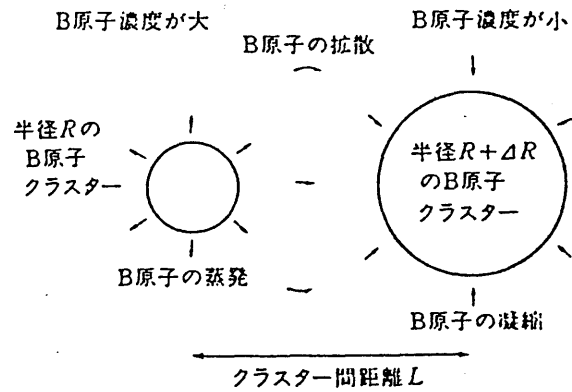 B原子濃度が大
B原子の拡散
B原子濃度が小
半径Rの
B原子
クラスター
半径R+ΔR
のB原子
クラスター
B原子の蒸発
B原子の凝縮
クラスター間距離L